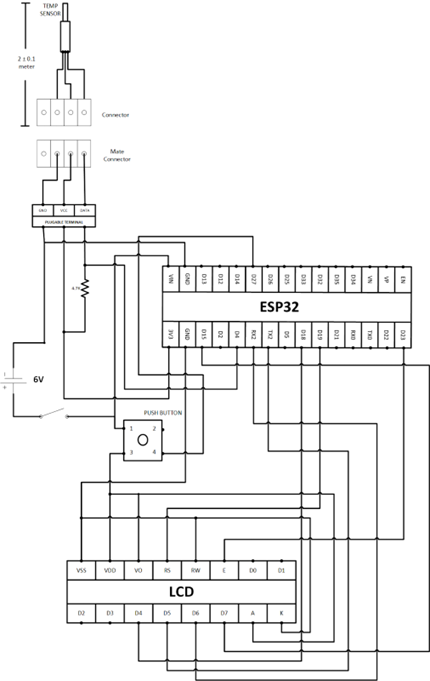 TEMP
SENSOR
2 ± 0.1
meter
Connector
Mate
Connector
GND VCC DATA
PLUGABLE TERMINAL
4.7K
VIN GND D13 D12 D14 D27 D26 D25 D33 D32 D35 D34 VN VP EN
ESP32
3V3 GND D15 D2 D4 RX2 TX2 D5 D18 D19 D21 RX0 TX0 D22 D23
6V
PUSH BUTTON
1 2
3 4
VSS VDD VO RS RW E D0 D1
LCD
D2 D3 D4 D5 D6 D7 A K